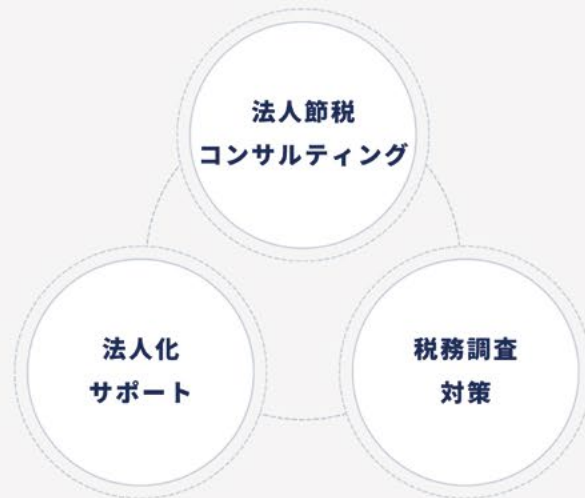 法人節税
コンサルティング
法人化
サポート
税務調査
対策